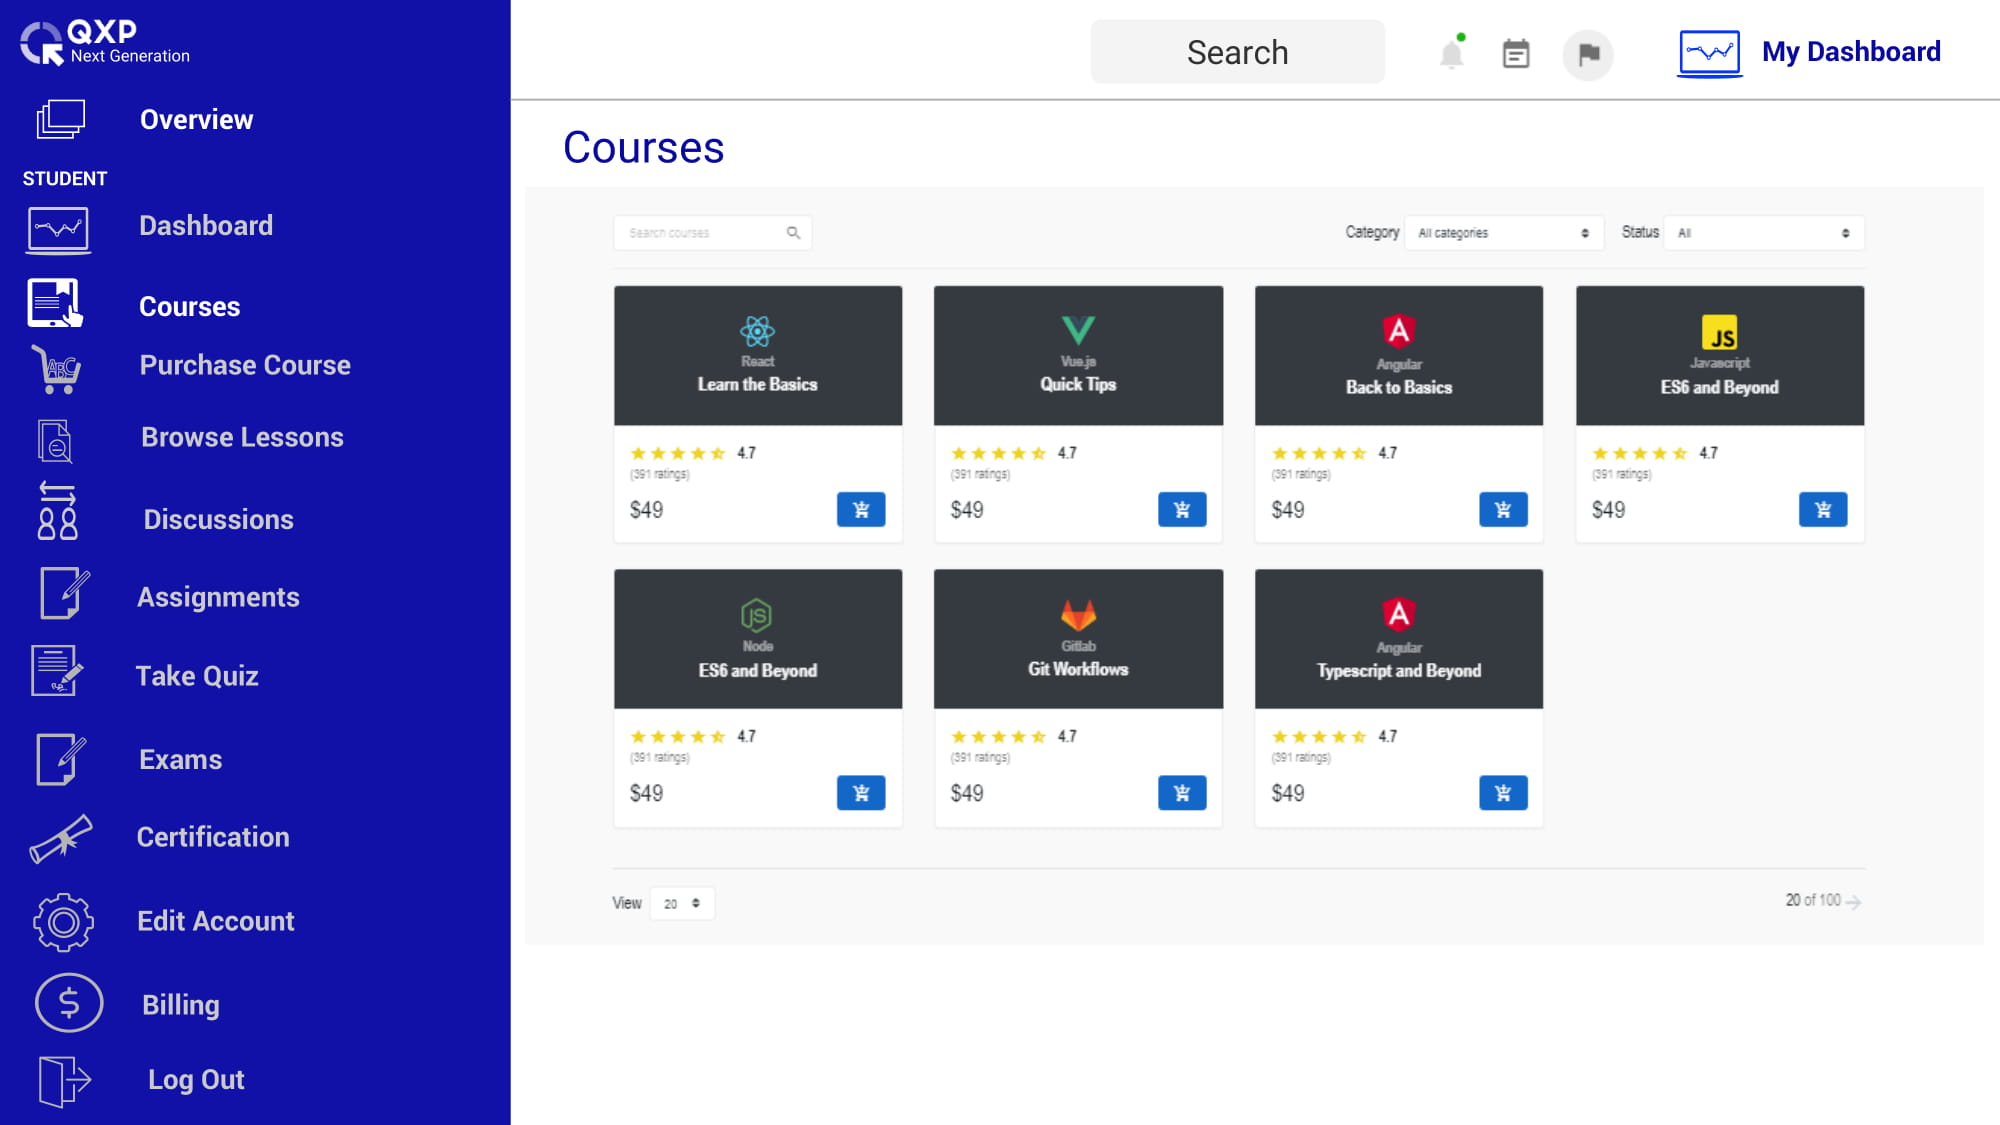 QXP
Next Generation
Overview
STUDENT
Dashboard
Courses
Purchase Course
Browse Lessons
Discussions
Assignments
Take Quiz
Exams
Certification
Edit Account
Billing
Log Out
Search
My Dashboard
Courses
Search courses
Category All categories Status All
React
Learn the Basics
4.7
(391 ratings)
$49
Vue.js
Quick Tips
4.7
(391 ratings)
$49
Angular
Back to Basics
4.7
(391 ratings)
$49
JS
Javascript
ES6 and Beyond
4.7
(391 ratings)
$49
JS
Node
ES6 and Beyond
4.7
(391 ratings)
$49
Gitlab
Git Workflows
4.7
(391 ratings)
$49
Angular
Typescript and Beyond
4.7
(391 ratings)
$49
View 20
20 of 100